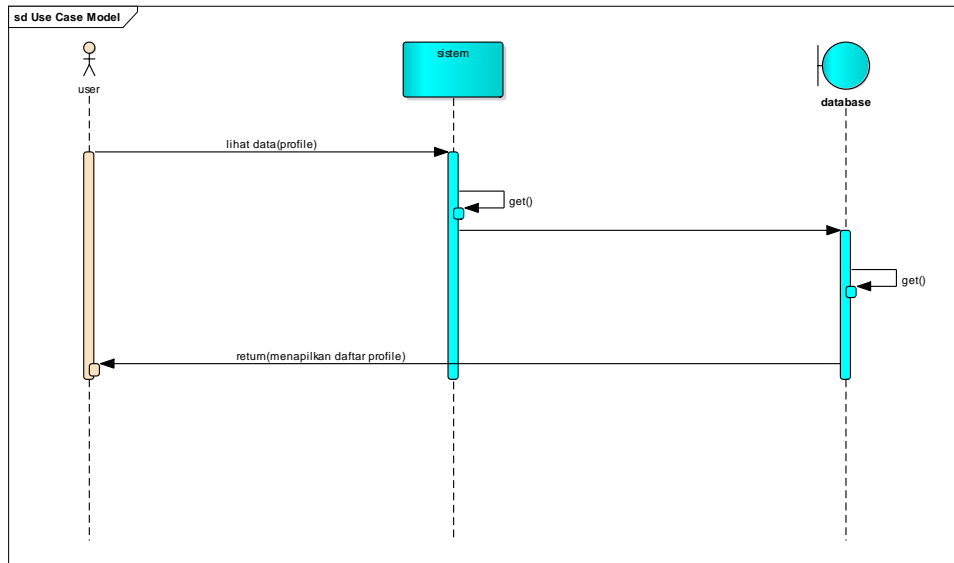 sd Use Case Model
sistem
user
database
lihat data(profile)
get()
get()
return(menapilkan daftar profile)